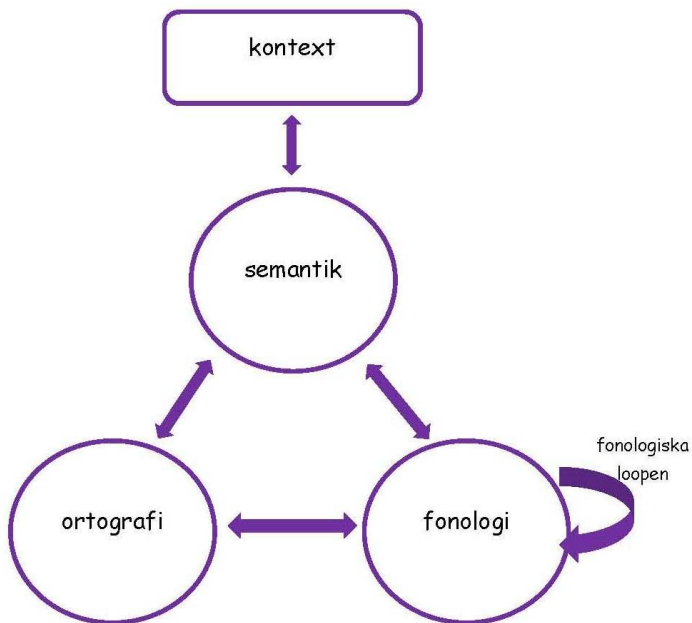 kontext
semantik
fonologiska
loopen
ortografi
fonologi